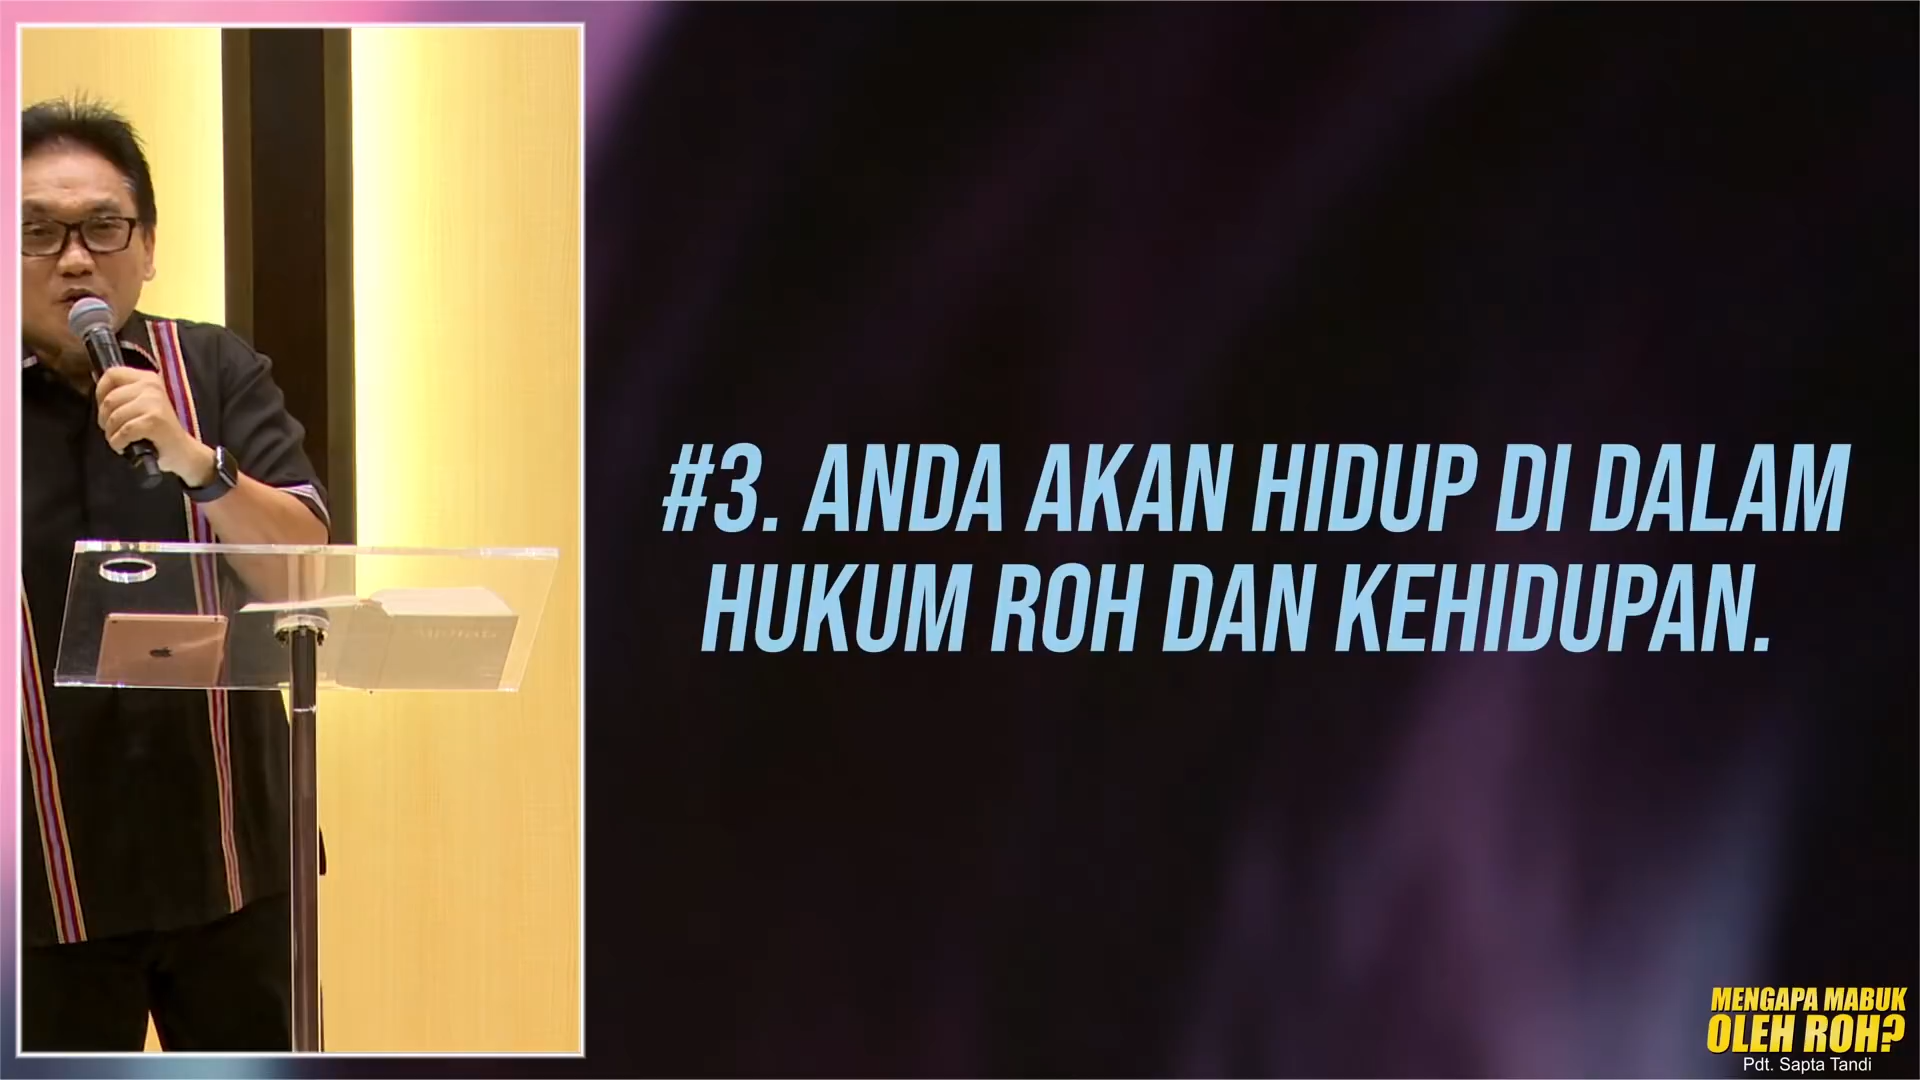 #3. ANDA AKAN HIDUP DI DALAM
HUKUM ROH DAN KEHIDUPAN.
MENGAPA MABUK
OLEH ROH?
Pdt. Sapta Tandi